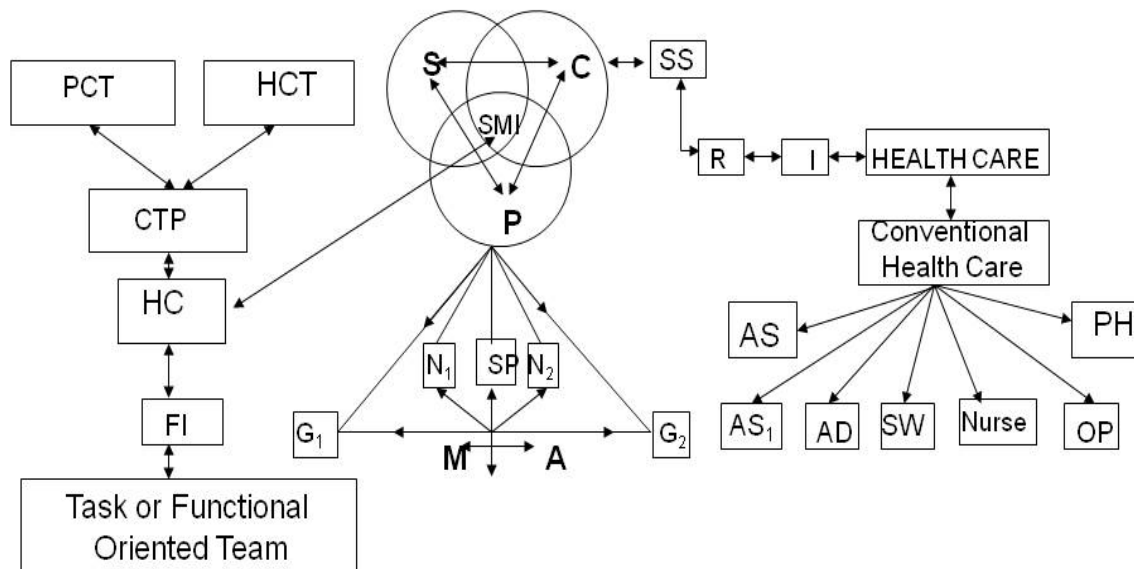 PCT
HCT
CTP
HC
FI
Task or Functional
Oriented Team
S
C
SMI
P
N1
SP
N2
G1
G2
M
A
SS
R
I
HEALTH CARE
Conventional
Health Care
AS
PH
AS1
AD
SW
Nurse
OP